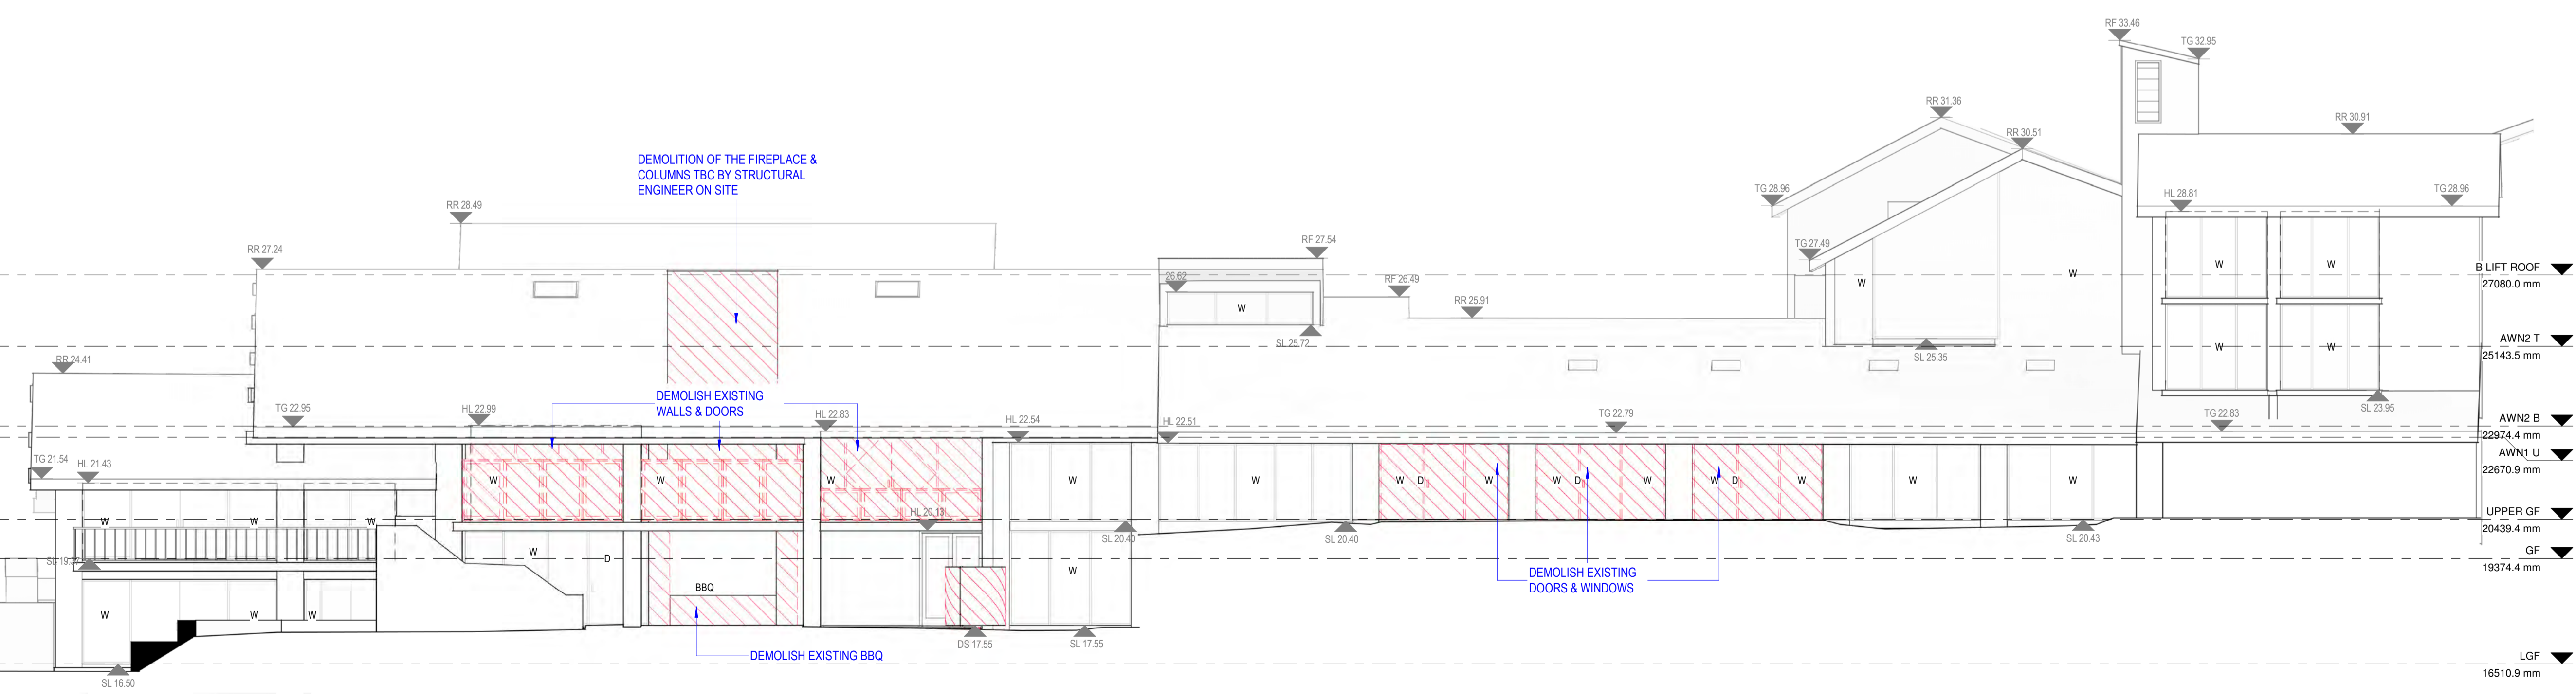 RF 33.46
TG 32.95
RR 31.36
RR 30.91
RR 30.51
DEMOLITION OF THE FIREPLACE &
COLUMNS TBC BY STRUCTURAL
ENGINEER ON SITE
TG 28.96
HL 28.81
TG 28.96
RR 28.49
RR 27.24
RF 27.54
TG 27.49
W
W
B LIFT ROOF
27080.0 mm
W
W
26.62
RF 26.49
RR 25.91
W
SL 25.72
AWN2 T
25143.5 mm
RR 24.41
SL 25.35
W
W
DEMOLISH EXISTING
WALLS & DOORS
TG 22.95
HL 22.99
HL 22.83
HL 22.54
HL 22.51
TG 22.79
TG 22.83
SL 23.95
AWN2 B
22974.4 mm
AWN1 U
22670.9 mm
TG 21.54
HL 21.43
W
W
W
W
W
W
D
W
W
D
W
W
D
W
W
W
HL 20.13
UPPER GF
20439.4 mm
W
W
W
SL 20.40
SL 20.40
SL 20.43
W
D
GF
19374.4 mm
W
DEMOLISH EXISTING
DOORS & WINDOWS
BBQ
W
W
W
DS 17.55
SL 17.55
DEMOLISH EXISTING BBQ
LGF
16510.9 mm
SL 16.50